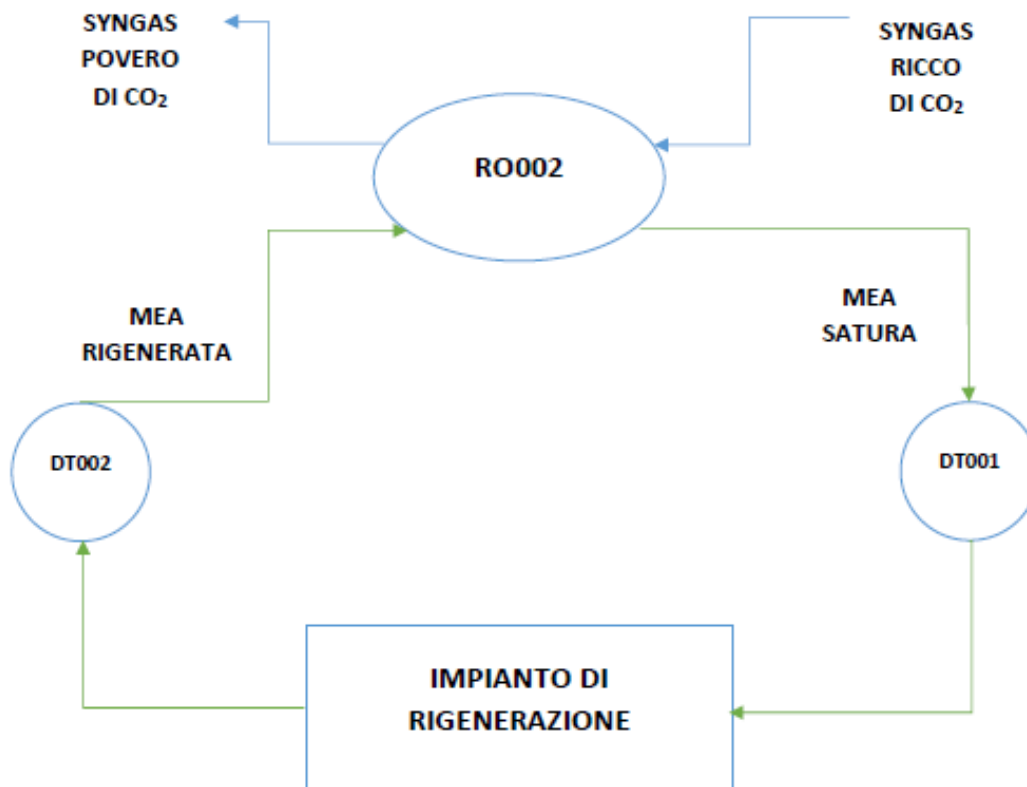 SYNGAS
POVERO
DI CO₂
SYNGAS
RICCO
DI CO₂
RO002
MEA
RIGENERATA
MEA
SATURA
DT002
DT001
IMPIANTO DI
RIGENERAZIONE